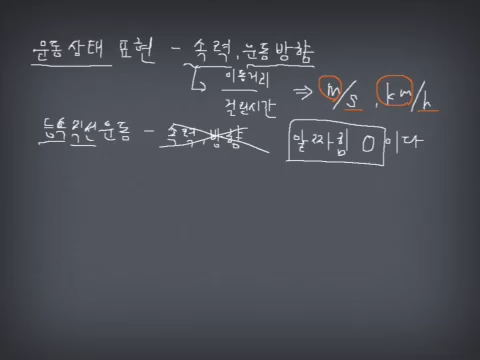 운동상태 표현 - 속력, 운동방향
이동거리
걸린시간
⇒ m/s , km/h
등속직선운동 - 속력, 방향
알짜힘 0 이다